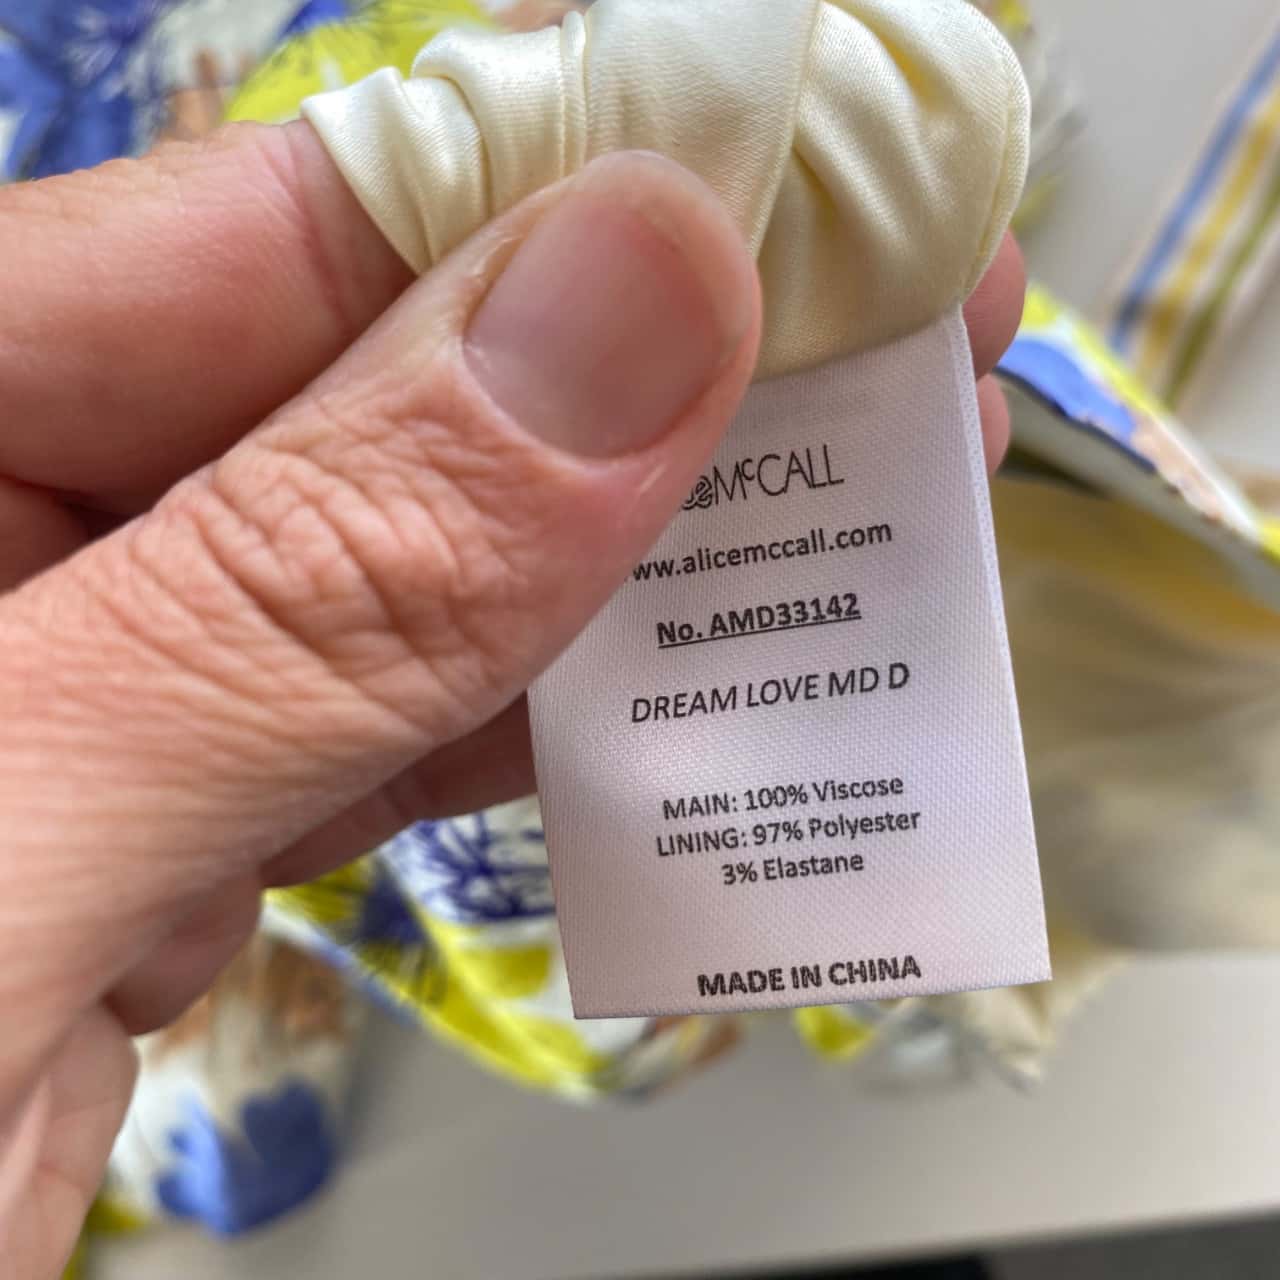 McCALL
www.alicemccall.com
No. AMD33142
DREAM LOVE MD D
MAIN: 100% Viscose
LINING: 97% Polyester
3% Elastane
MADE IN CHINA